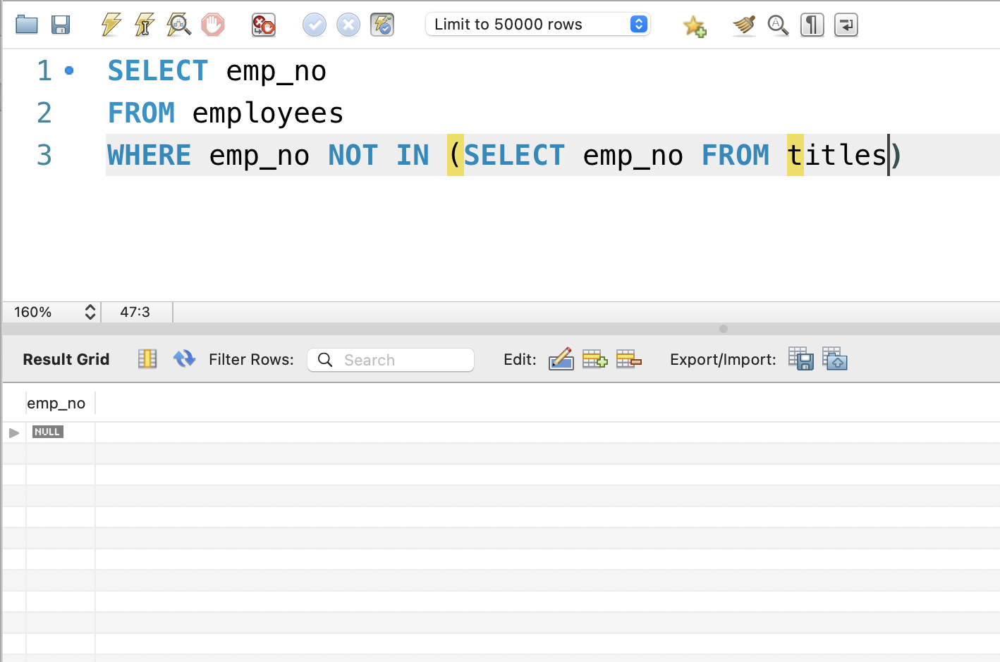 Limit to 50000 rows
1 SELECT emp_no
2 FROM employees
3 WHERE emp_no NOT IN (SELECT emp_no FROM titles)
160% 47:3
Result Grid Filter Rows: Search Edit: Export/Import:
emp_no
NULL